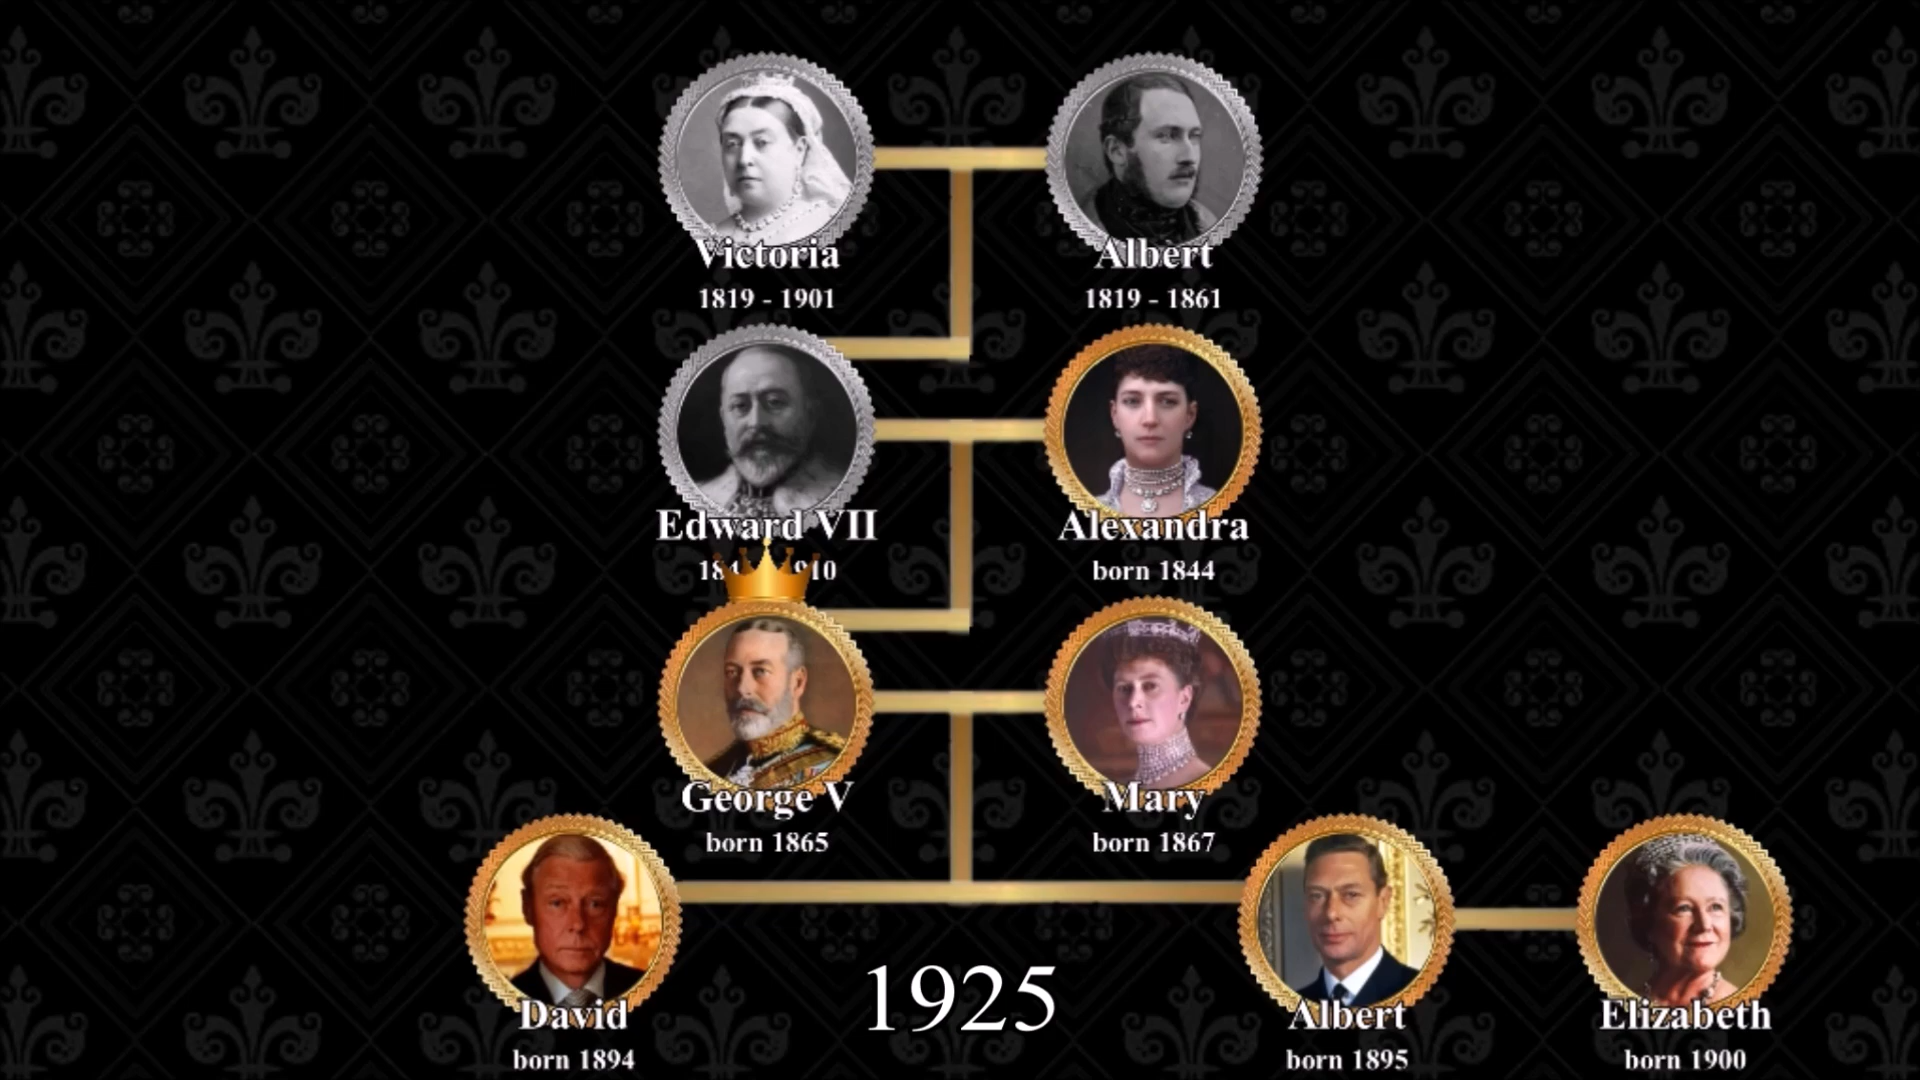 Victoria
1819 - 1901
Albert
1819 - 1861
Edward VII
Alexandra
born 1844
George V
born 1865
Mary
born 1867
David
born 1894
1925
Albert
born 1895
Elizabeth
born 1900